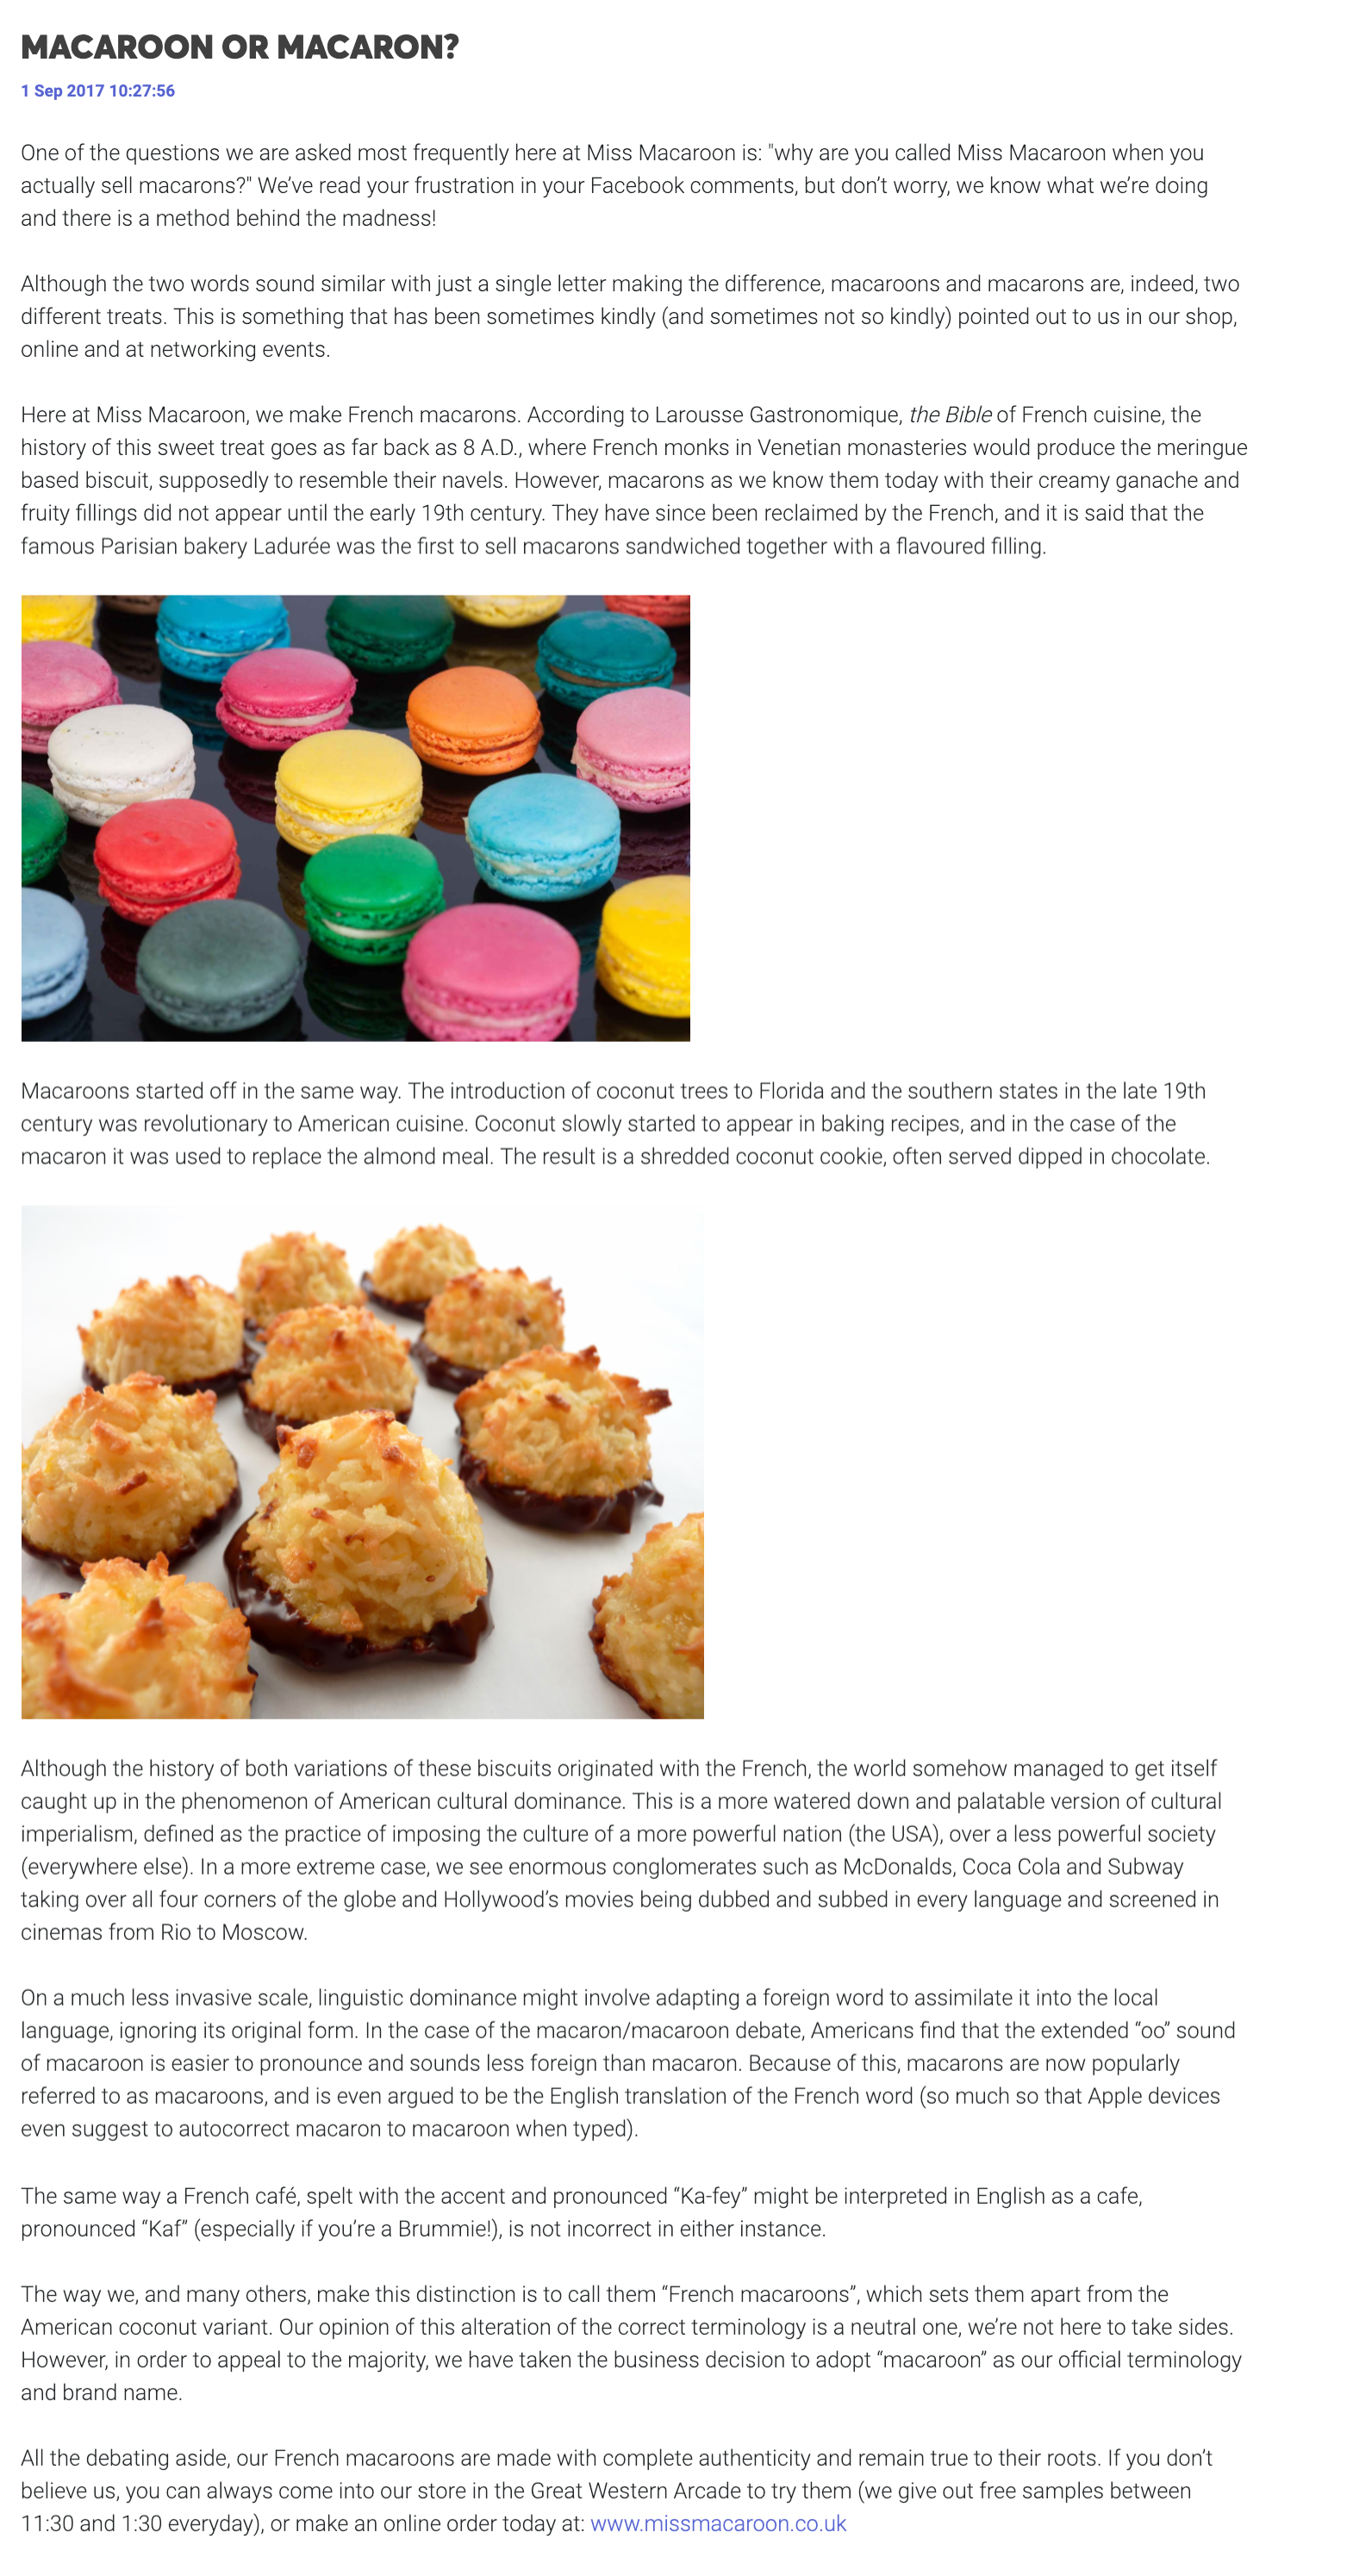 MACAROON OR MACARON?
1 Sep 2017 10:27:56
One of the questions we are asked most frequently here at Miss Macaroon is: "why are you called Miss Macaroon when you
actually sell macarons?" We’ve read your frustration in your Facebook comments, but don’t worry, we know what we’re doing
and there is a method behind the madness!
Although the two words sound similar with just a single letter making the difference, macaroons and macarons are, indeed, two
different treats. This is something that has been sometimes kindly (and sometimes not so kindly) pointed out to us in our shop,
online and at networking events.
Here at Miss Macaroon, we make French macarons. According to Larousse Gastronomique, the Bible of French cuisine, the
history of this sweet treat goes as far back as 8 A.D., where French monks in Venetian monasteries would produce the meringue
based biscuit, supposedly to resemble their navels. However, macarons as we know them today with their creamy ganache and
fruity fillings did not appear until the early 19th century. They have since been reclaimed by the French, and it is said that the
famous Parisian bakery Ladurée was the first to sell macarons sandwiched together with a flavoured filling.
Macaroons started off in the same way. The introduction of coconut trees to Florida and the southern states in the late 19th
century was revolutionary to American cuisine. Coconut slowly started to appear in baking recipes, and in the case of the
macaron it was used to replace the almond meal. The result is a shredded coconut cookie, often served dipped in chocolate.
Although the history of both variations of these biscuits originated with the French, the world somehow managed to get itself
caught up in the phenomenon of American cultural dominance. This is a more watered down and palatable version of cultural
imperialism, defined as the practice of imposing the culture of a more powerful nation (the USA), over a less powerful society
(everywhere else). In a more extreme case, we see enormous conglomerates such as McDonalds, Coca Cola and Subway
taking over all four corners of the globe and Hollywood’s movies being dubbed and subbed in every language and screened in
cinemas from Rio to Moscow.
On a much less invasive scale, linguistic dominance might involve adapting a foreign word to assimilate it into the local
language, ignoring its original form. In the case of the macaron/macaroon debate, Americans find that the extended “oo” sound
of macaroon is easier to pronounce and sounds less foreign than macaron. Because of this, macarons are now popularly
referred to as macaroons, and is even argued to be the English translation of the French word (so much so that Apple devices
even suggest to autocorrect macaron to macaroon when typed).
The same way a French café, spelt with the accent and pronounced “Ka-fey” might be interpreted in English as a cafe,
pronounced “Kaf” (especially if you’re a Brummie!), is not incorrect in either instance.
The way we, and many others, make this distinction is to call them “French macaroons”, which sets them apart from the
American coconut variant. Our opinion of this alteration of the correct terminology is a neutral one, we’re not here to take sides.
However, in order to appeal to the majority, we have taken the business decision to adopt “macaroon” as our official terminology
and brand name.
All the debating aside, our French macaroons are made with complete authenticity and remain true to their roots. If you don’t
believe us, you can always come into our store in the Great Western Arcade to try them (we give out free samples between
11:30 and 1:30 everyday), or make an online order today at: www.missmacaroon.co.uk